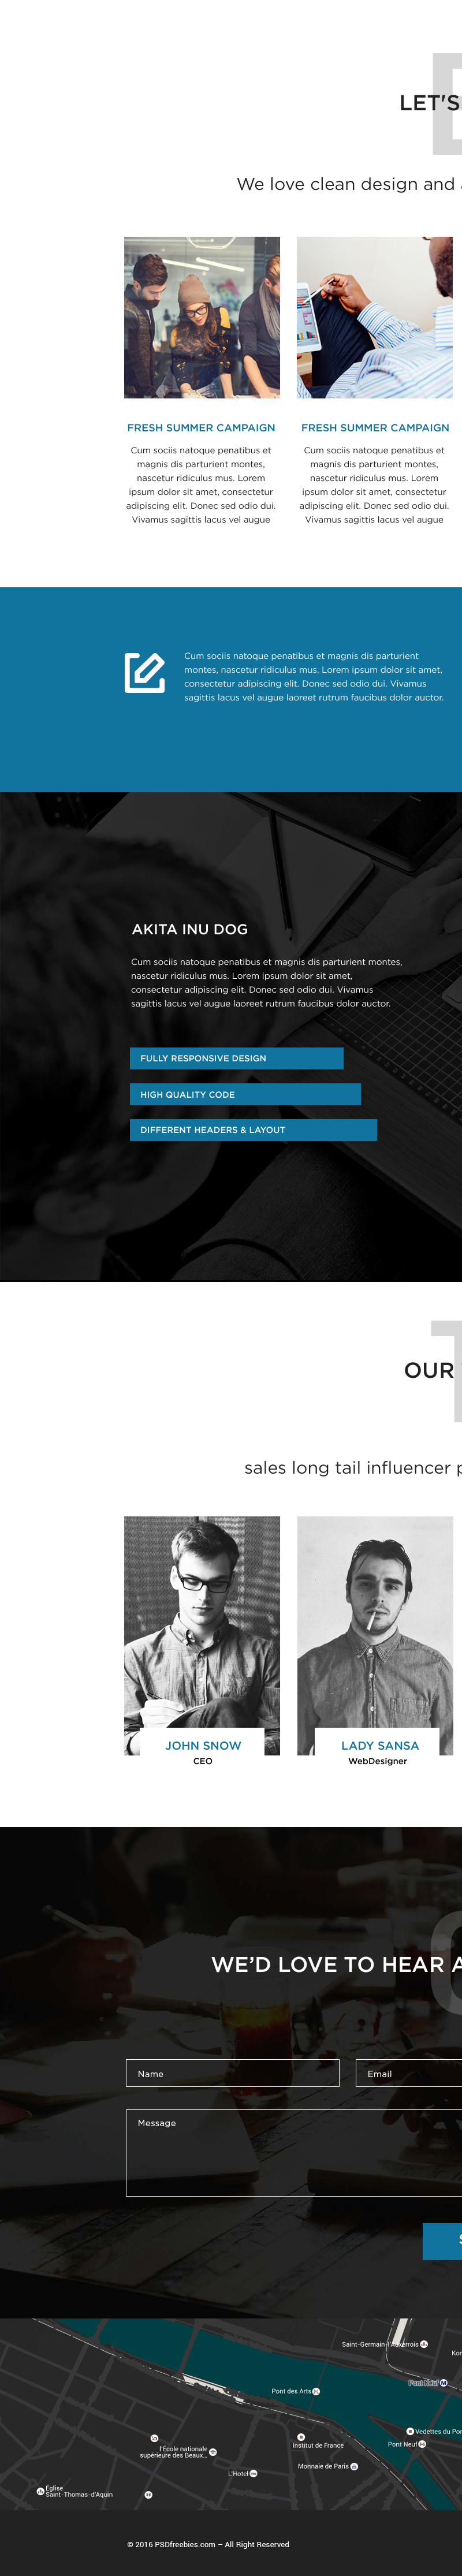 LET'S
We love clean design and
FRESH SUMMER CAMPAIGN
Cum sociis natoque penatibus et
magnis dis parturient montes,
nascetur ridiculus mus. Lorem
ipsum dolor sit amet, consectetur
adipiscing elit. Donec sed odio dui.
Vivamus sagittis lacus vel augue
FRESH SUMMER CAMPAIGN
Cum sociis natoque penatibus et
magnis dis parturient montes,
nascetur ridiculus mus. Lorem
ipsum dolor sit amet, consectetur
adipiscing elit. Donec sed odio dui.
Vivamus sagittis lacus vel augue
Cum sociis natoque penatibus et magnis dis parturient
montes, nascetur ridiculus mus. Lorem ipsum dolor sit amet,
consectetur adipiscing elit. Donec sed odio dui. Vivamus
sagittis lacus vel augue laoreet rutrum faucibus dolor auctor.
AKITA INU DOG
Cum sociis natoque penatibus et magnis dis parturient montes,
nascetur ridiculus mus. Lorem ipsum dolor sit amet,
consectetur adipiscing elit. Donec sed odio dui. Vivamus
sagittis lacus vel augue laoreet rutrum faucibus dolor auctor.
FULLY RESPONSIVE DESIGN
HIGH QUALITY CODE
DIFFERENT HEADERS & LAYOUT
OUR
sales long tail influencer
JOHN SNOW
CEO
LADY SANSA
WebDesigner
WE’D LOVE TO HEAR
Name
Email
Message
Saint-Germain-l'Auxerrois
Pont Neuf
Pont des Arts
Vedettes du
Institut de France
Pont Neuf
l'École nationale
supérieure des Beaux...
Monnaie de Paris
L'Hotel
Église
Saint-Thomas-d'Aquin
© 2016 PSDfreebies.com – All Right Reserved